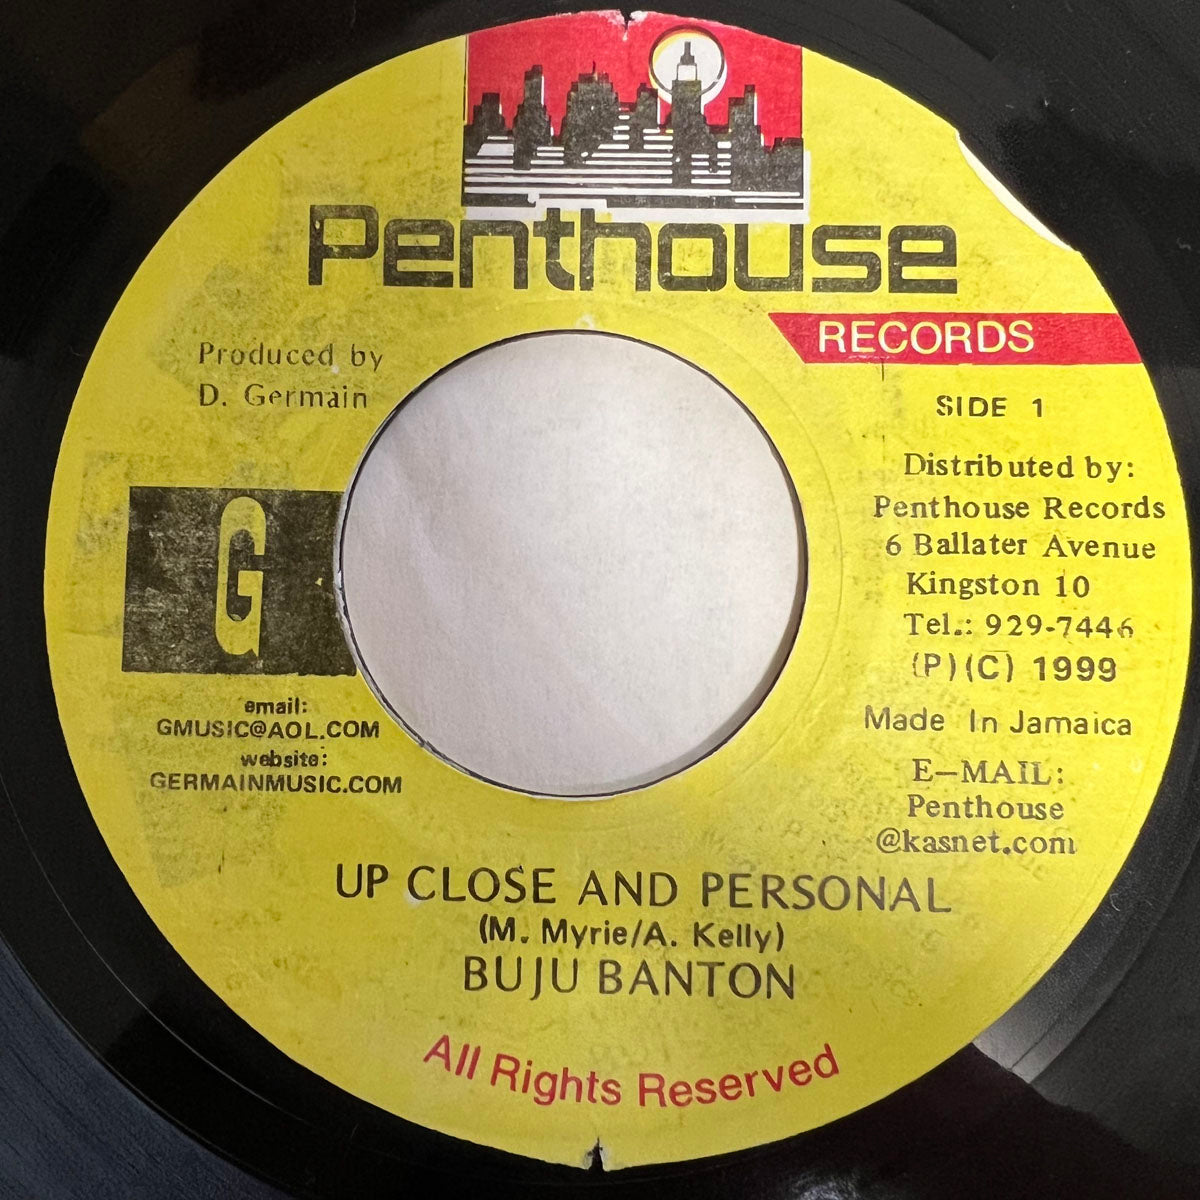 Penthouse
RECORDS
Produced by
D. Germain
SIDE 1
Distributed by:
Penthouse Records
6 Ballater Avenue
Kingston 10
Tel.: 929-7446
(P)(C) 1999
Made In Jamaica
E-MAIL:
Penthouse
@kasnet.com
G
email:
GMUSIC@AOL.COM
website:
GERMAINMUSIC.COM
UP CLOSE AND PERSONAL
(M. Myrie/A. Kelly)
BUJU BANTON
All Rights Reserved